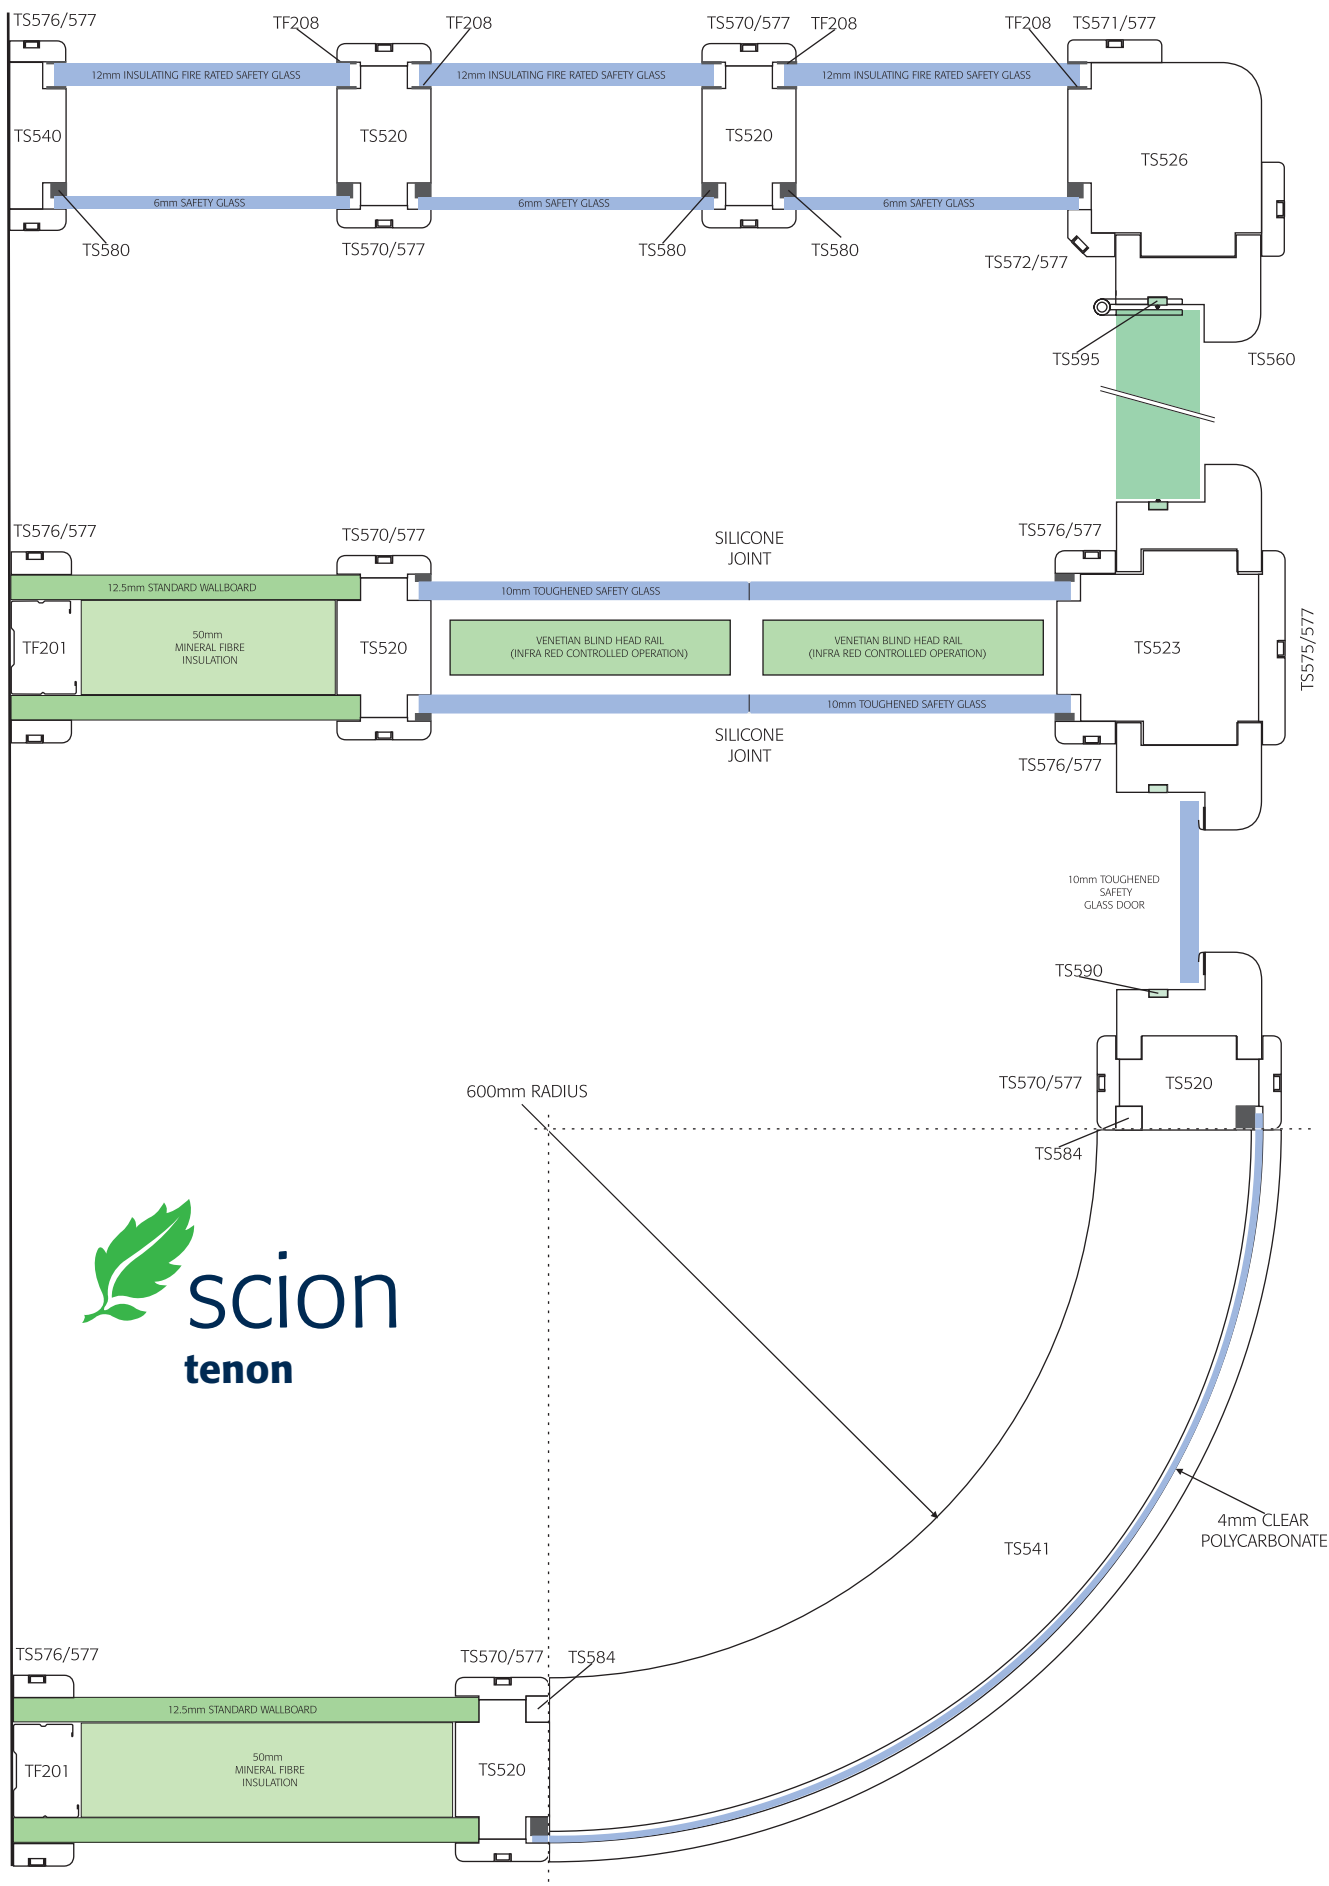 TS576/577
TF208
TF208
TS570/577
TF208
TF208
TS571/577
12mm INSULATING FIRE RATED SAFETY GLASS
12mm INSULATING FIRE RATED SAFETY GLASS
12mm INSULATING FIRE RATED SAFETY GLASS
TS540
TS520
TS520
TS526
6mm SAFETY GLASS
6mm SAFETY GLASS
6mm SAFETY GLASS
TS580
TS570/577
TS580
TS580
TS572/577
TS595
TS560
TS576/577
TS570/577
SILICONE
JOINT
TS576/577
12.5mm STANDARD WALLBOARD
10mm TOUGHENED SAFETY GLASS
TF201
50mm
MINERAL FIBRE
INSULATION
TS520
VENETIAN BLIND HEAD RAIL
(INFRA RED CONTROLLED OPERATION)
VENETIAN BLIND HEAD RAIL
(INFRA RED CONTROLLED OPERATION)
TS523
TS575/577
10mm TOUGHENED SAFETY GLASS
SILICONE
JOINT
TS576/577
10mm TOUGHENED
SAFETY
GLASS DOOR
TS590
TS570/577
TS520
600mm RADIUS
TS584
scion
tenon
4mm CLEAR
POLYCARBONATE
TS541
TS576/577
TS570/577
TS584
12.5mm STANDARD WALLBOARD
TF201
50mm
MINERAL FIBRE
INSULATION
TS520